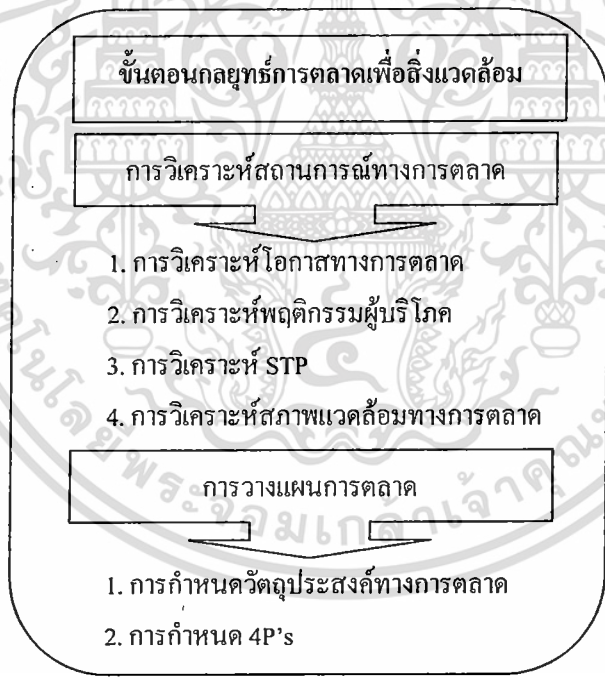 ขั้นตอนกลยุทธ์การตลาดเพื่อสิ่งแวดล้อม
การวิเคราะห์สถานการณ์ทางการตลาด
1. การวิเคราะห์โอกาสทางการตลาด
2. การวิเคราะห์พฤติกรรมผู้บริโภค
3. การวิเคราะห์ STP
4. การวิเคราะห์สภาพแวดล้อมทางการตลาด
การวางแผนการตลาด
1. การกำหนดวัตถุประสงค์ทางการตลาด
2. การกำหนด 4P's